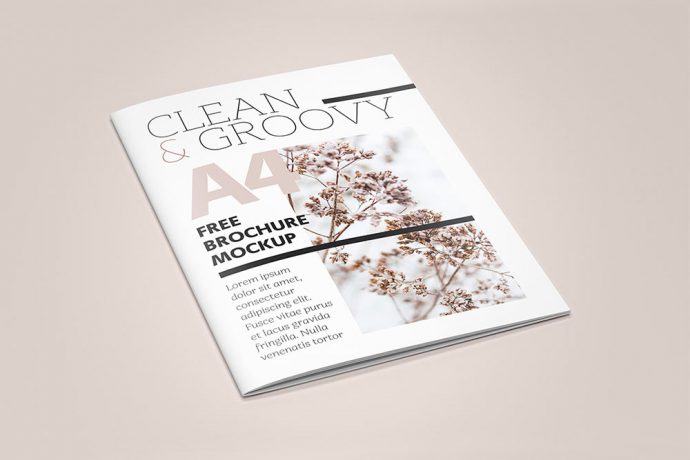 CLEAN
& GROOVY
A4
FREE
BROCHURE
MOCKUP
Lorem ipsum
dolor sit amet,
consectetur
adipiscing elit.
Fusce vitae purus
et lacus gravida
fringilla. Nulla
venenatis tortor